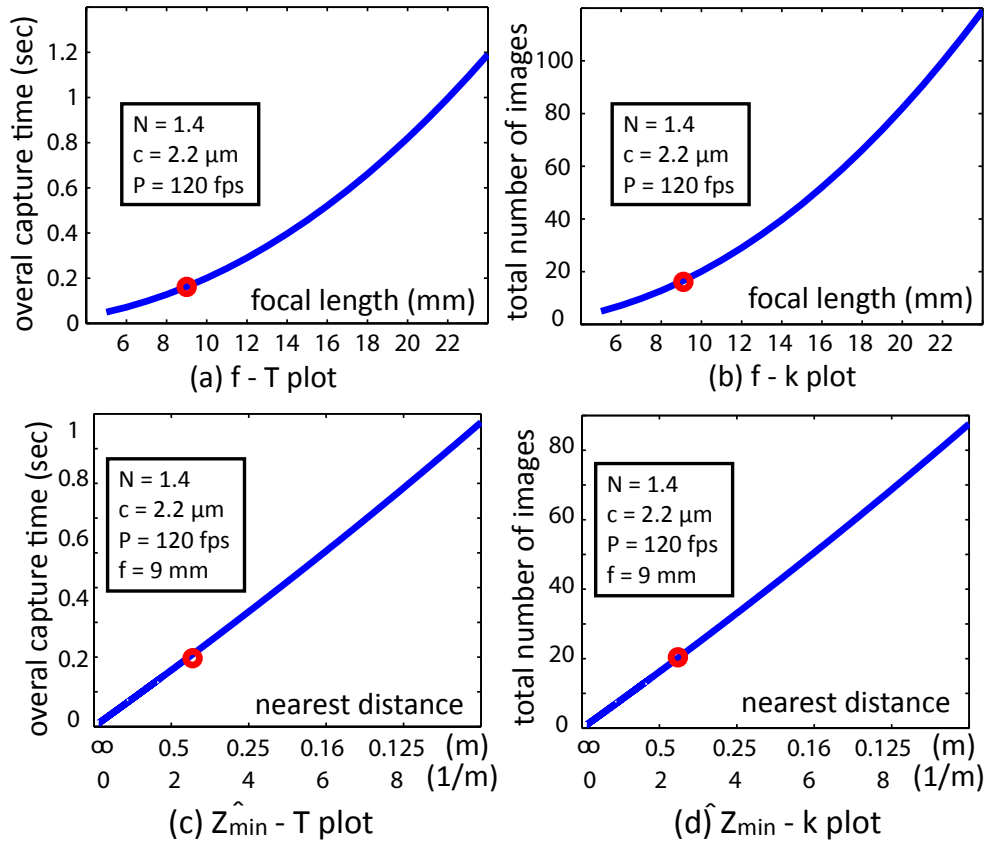 overal capture time (sec)
1.2
1
0.8
0.6
0.4
0.2
0
N = 1.4
c = 2.2 µm
P = 120 fps
focal length (mm)
6 8 10 12 14 16 18 20 22
(a) f - T plot
total number of images
100
80
60
40
20
0
N = 1.4
c = 2.2 µm
P = 120 fps
focal length (mm)
6 8 10 12 14 16 18 20 22
(b) f - k plot
overal capture time (sec)
1
0.8
0.6
0.4
0.2
0
N = 1.4
c = 2.2 µm
P = 120 fps
f = 9 mm
nearest distance
∞ 0.5 0.25 0.16 0.125 (m)
0 2 4 6 8 (1/m)
(c) Z^min - T plot
total number of images
80
60
40
20
0
N = 1.4
c = 2.2 µm
P = 120 fps
f = 9 mm
nearest distance
∞ 0.5 0.25 0.16 0.125 (m)
0 2 4 6 8 (1/m)
(d)^ Zmin - k plot